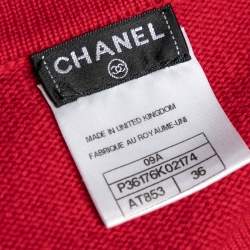 CHANEL
MADE IN UNITED KINGDOM
FABRIQUE AU ROYAUME-UNI
09A
P36176K02174
AT853 36